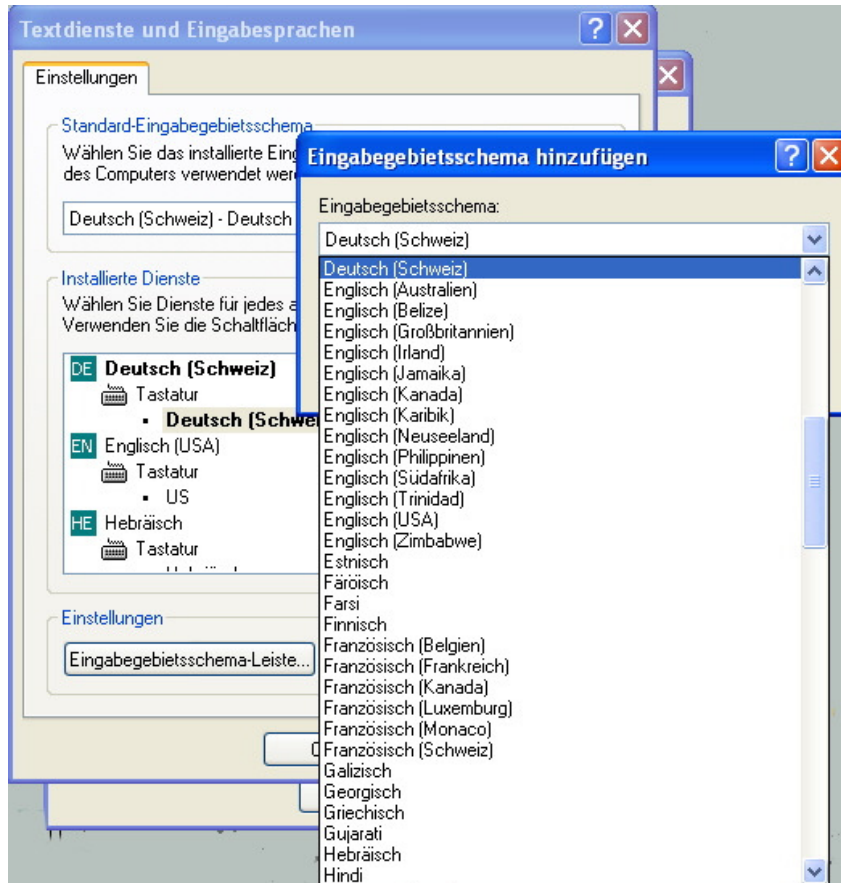 Textdienste und Eingabesprachen
Einstellungen
Standard-Eingabegebietsschema
Wählen Sie das installierte
des Computers verwendet
Deutsch (Schweiz) - Deutsch
Installierte Dienste
Wählen Sie Dienste für jedes
Verwenden Sie die
DE Deutsch (Schweiz)
Tastatur
Deutsch
EN Englisch (USA)
Tastatur
US
HE Hebräisch
Tastatur
Einstellungen
Eingabegebietsschema-Leiste...
Eingabegebietsschema hinzufügen
Eingabegebietsschema:
Deutsch (Schweiz)
Deutsch (Schweiz)
Englisch (Australien)
Englisch (Belize)
Englisch (Großbritannien)
Englisch (Irland)
Englisch (Jamaika)
Englisch (Kanada)
Englisch (Karibik)
Englisch (Neuseeland)
Englisch (Philippinen)
Englisch (Südafrika)
Englisch (Trinidad)
Englisch (USA)
Englisch (Zimbabwe)
Estnisch
Färöisch
Farsi
Finnisch
Französisch (Belgien)
Französisch (Frankreich)
Französisch (Kanada)
Französisch (Luxemburg)
Französisch (Monaco)
Französisch (Schweiz)
Galizisch
Georgisch
Griechisch
Gujarati
Hebräisch
Hindi